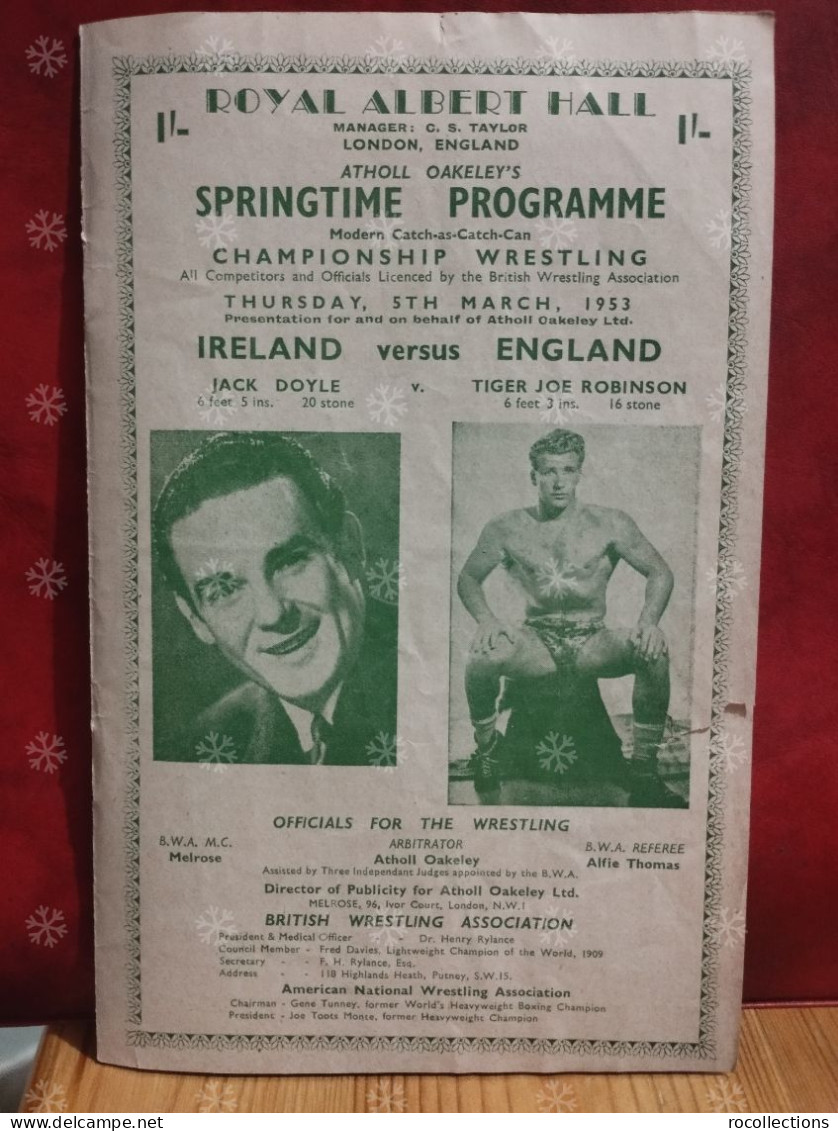 ROYAL ALBERT HALL
1/- 1/-
MANAGER: C. S. TAYLOR
LONDON, ENGLAND
ATHOLL OAKELEY'S
SPRINGTIME PROGRAMME
Modern Catch-as-Catch-Can
CHAMPIONSHIP WRESTLING
All Competitors and Officials Licenced by the British Wrestling Association
THURSDAY, 5TH MARCH, 1953
Presentation for and on behalf of Atholl Oakeley Ltd.
IRELAND versus ENGLAND
JACK DOYLE v. TIGER JOE ROBINSON
6 feet 5 ins. 20 stone 6 feet 3 ins. 16 stone
OFFICIALS FOR THE WRESTLING
B.W.A. M.C. ARBITRATOR B.W.A. REFEREE
Melrose Atholl Oakeley Alfie Thomas
Assisted by Three Independant Judges appointed by the B.W.A.
Director of Publicity for Atholl Oakeley Ltd.
MELROSE, 96, Ivor Court, London, N.W.1
BRITISH WRESTLING ASSOCIATION
President & Medical Officer - Dr. Henry Rylance
Council Member - Fred Davies, Lightweight Champion of the World, 1909
Secretary - - F. H. Rylance, Esq.
Address - - 118 Highlands Heath, Putney, S.W.15.
American National Wrestling Association
Chairman - Gene Tunney, former World's Heavyweight Boxing Champion
President - Joe Toots Monte, former Heavyweight Champion
delcampe.net
rocollections